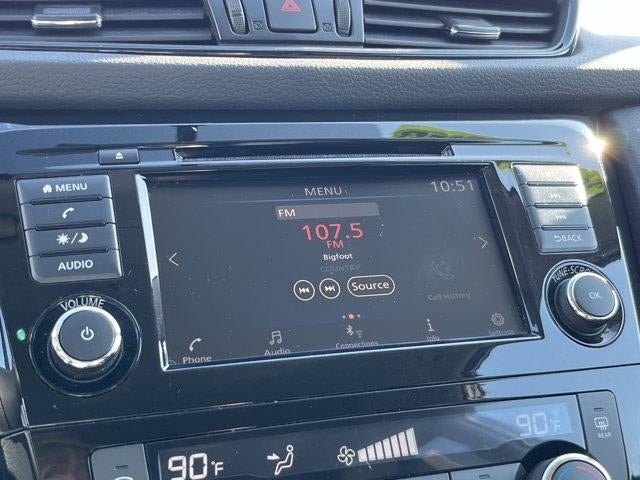 MENU
MENU
10:51
FM
107.5
FM
Bigfoot
COUNTRY
Source
Call History
Phone
Audio
Connections
Info
Settings
AUDIO
VOLUME
BACK
TUNE-SCROLL
OK
90°F
90°F
REAR